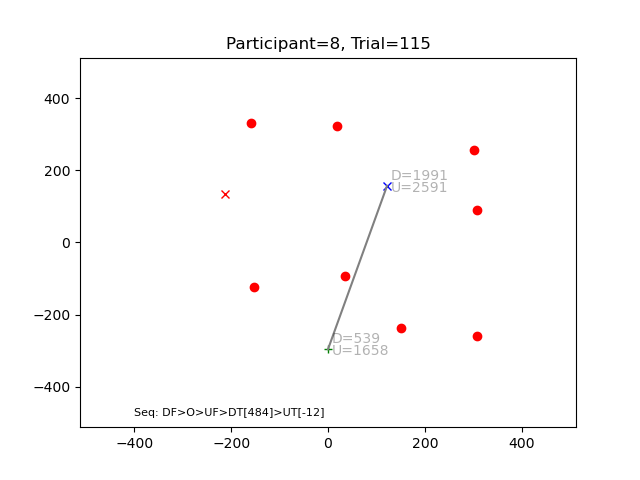 Participant=8, Trial=115
400
200
0
−200
−400
D=1991
U=2591
D=539
U=1658
Seq: DF>O>UF>DT[484]>UT[-12]
−400
−200
0
200
400